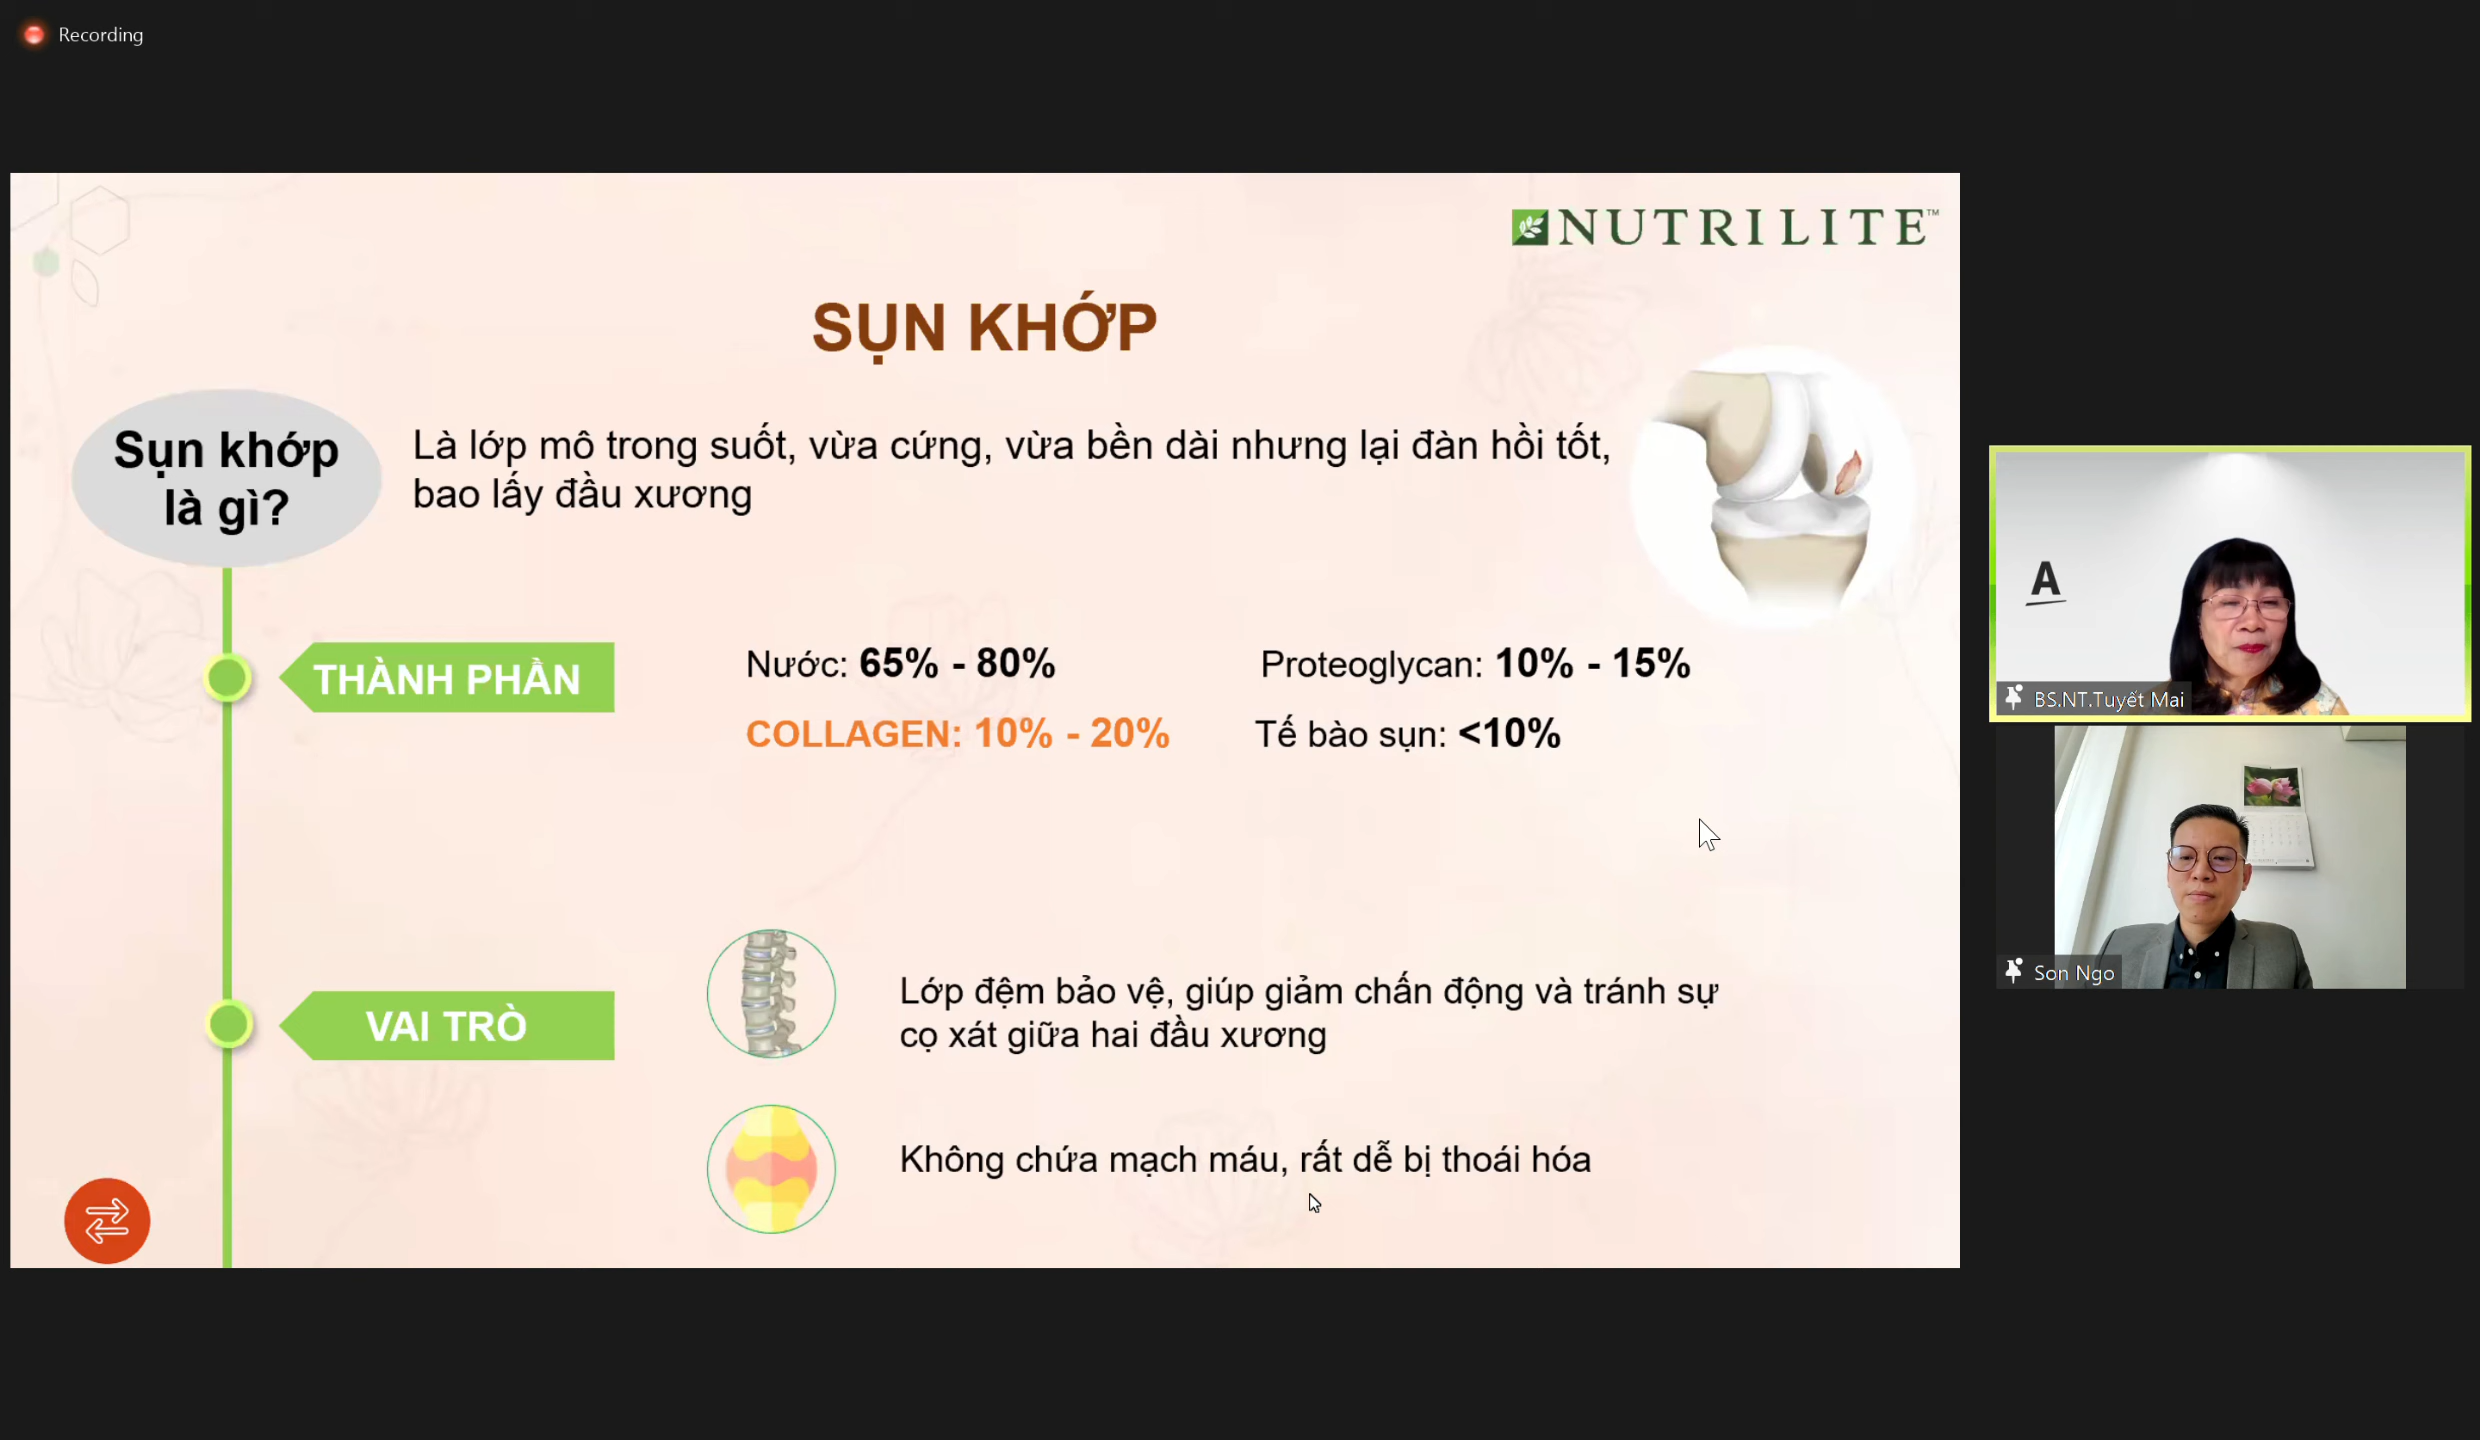 Recording
NUTRILITE™
SỤN KHỚP
Sụn khớp
là gì?
Là lớp mô trong suốt, vừa cứng, vừa bền dài nhưng lại đàn hồi tốt,
bao lấy đầu xương
THÀNH PHẦN
Nước: 65% - 80%
Proteoglycan: 10% - 15%
COLLAGEN: 10% - 20%
Tế bào sụn: <10%
VAI TRÒ
Lớp đệm bảo vệ, giúp giảm chấn động và tránh sự
cọ xát giữa hai đầu xương
Không chứa mạch máu, rất dễ bị thoái hóa
A
BS.NT.Tuyết Mai
Son Ngo